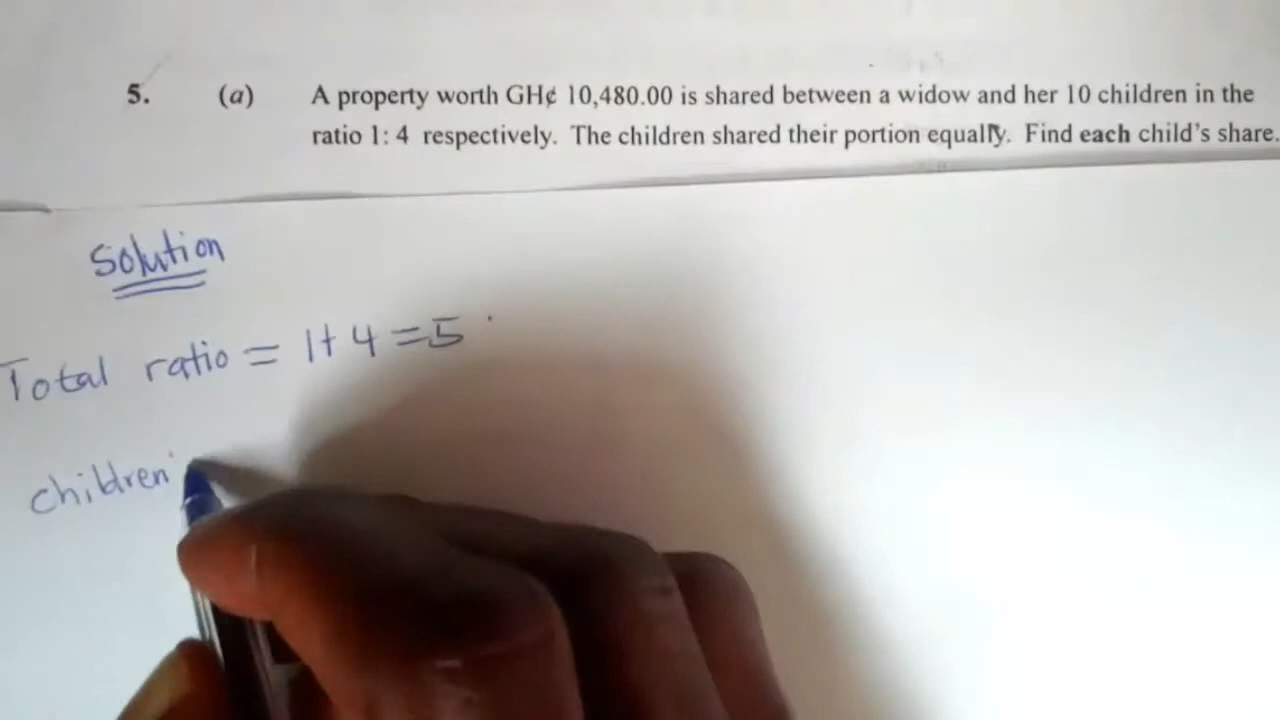 5. (a) A property worth GH¢ 10,480.00 is shared between a widow and her 10 children in the
ratio 1: 4 respectively. The children shared their portion equally. Find each child's share.
Solution
Total ratio = 1+4=5
children'